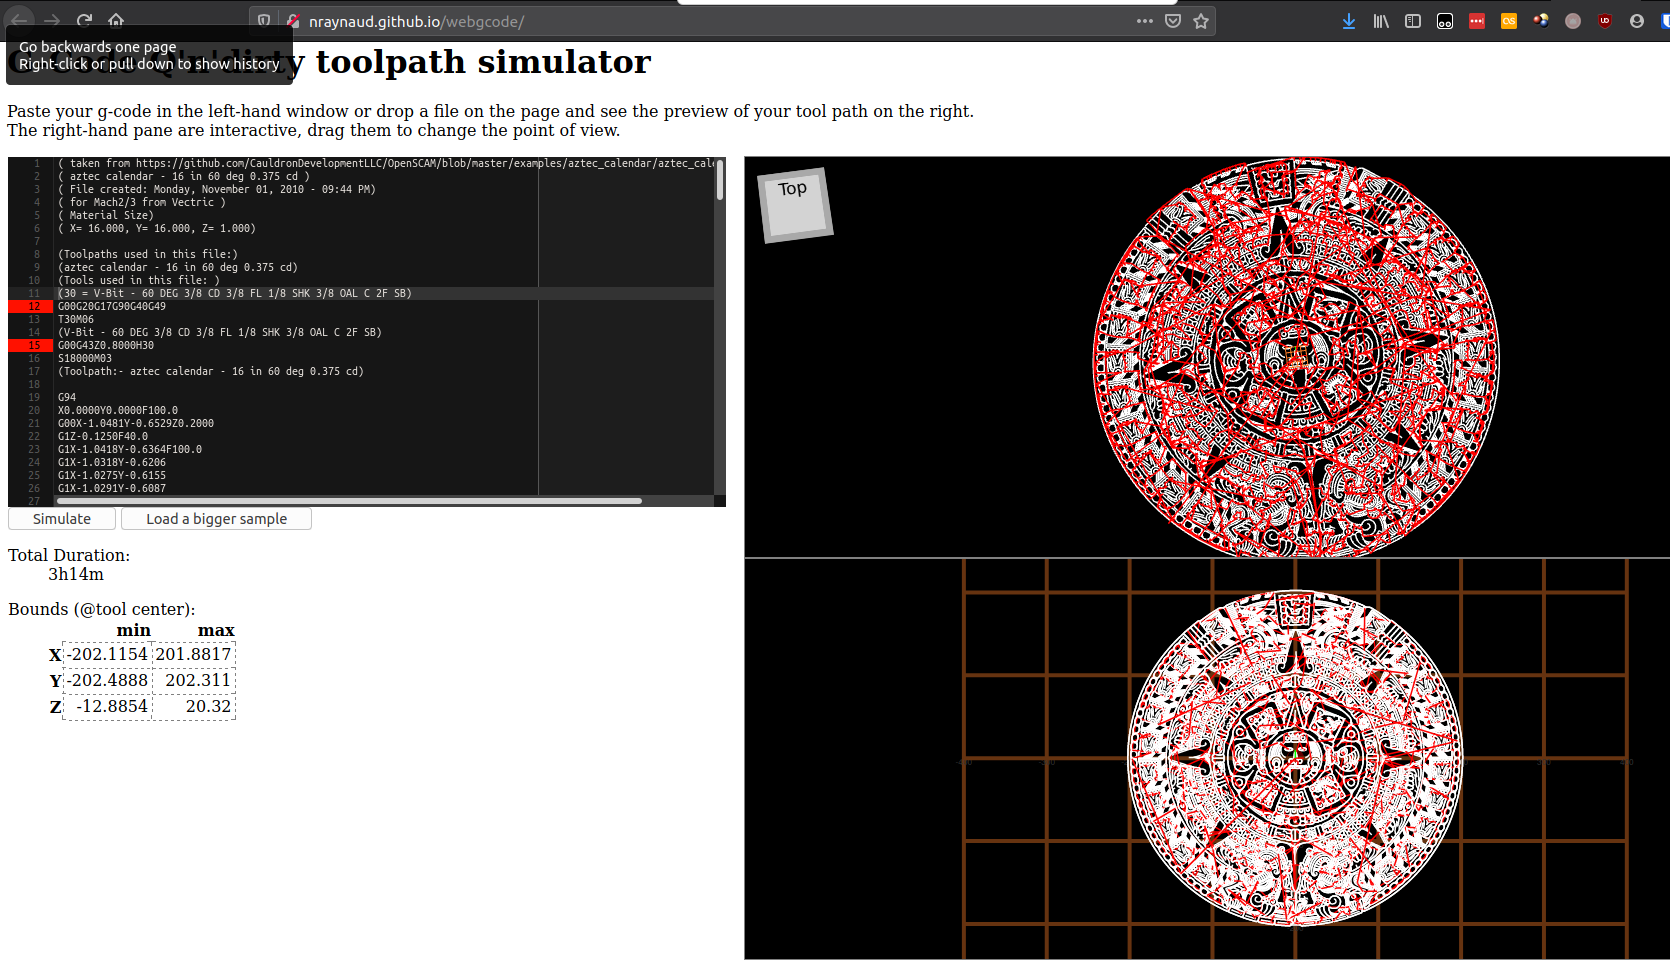 nraynaud.github.io/webgcode/
Go backwards one page
Right-click or pull down to show history
toolpath simulator
Paste your g-code in the left-hand window or drop a file on the page and see the preview of your tool path on the right.
The right-hand pane are interactive, drag them to change the point of view.
1 ( taken from https://github.com/CauldronDevelopmentLLC/OpenSCAM/blob/master/examples/aztec_calendar/aztec_cale
2 ( aztec calendar - 16 in 60 deg 0.375 cd )
3 ( File created: Monday, November 01, 2010 - 09:44 PM)
4 ( for Mach2/3 from Vectric )
5 ( Material Size)
6 ( X= 16.000, Y= 16.000, Z= 1.000)
7
8 (Toolpaths used in this file:)
9 (aztec calendar - 16 in 60 deg 0.375 cd)
10 (Tools used in this file: )
11 (30 = V-Bit - 60 DEG 3/8 CD 3/8 FL 1/8 SHK 3/8 OAL C 2F SB)
12 G00G20G17G90G40G49
13 T30M06
14 (V-Bit - 60 DEG 3/8 CD 3/8 FL 1/8 SHK 3/8 OAL C 2F SB)
15 G00G43Z0.8000H30
16 S18000M03
17 (Toolpath:- aztec calendar - 16 in 60 deg 0.375 cd)
18
19 G94
20 X0.0000Y0.0000F100.0
21 G00X-1.0481Y-0.6529Z0.2000
22 G1Z-0.1250F40.0
23 G1X-1.0418Y-0.6364F100.0
24 G1X-1.0318Y-0.6206
25 G1X-1.0275Y-0.6155
26 G1X-1.0291Y-0.6087
27
Simulate Load a bigger sample
Total Duration:
3h14m
Bounds (@tool center):
min max
X -202.1154 201.8817
Y -202.4888 202.311
Z -12.8854 20.32
Top